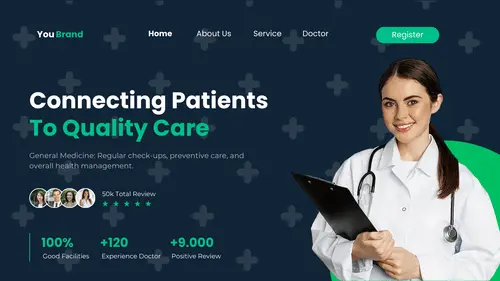 You Brand
Home
About Us
Service
Doctor
Register
Connecting Patients
To Quality Care
General Medicine: Regular check-ups, preventive care, and
overall health management.
50k Total Review
100%
Good Facilities
+120
Experience Doctor
+9.000
Positive Review